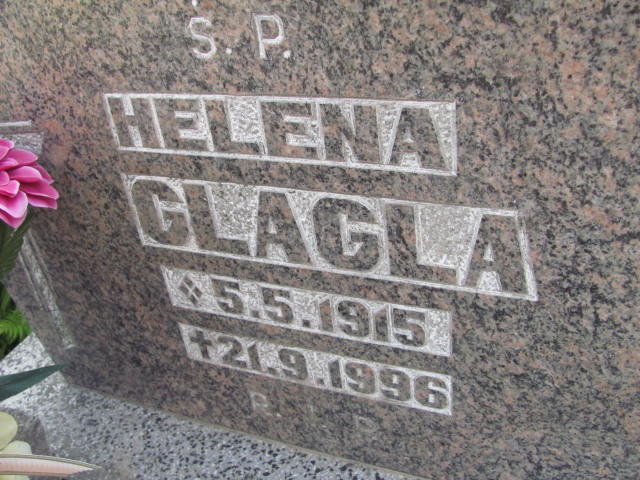 S. P.
HELENA
GLAGLA
5.5.1915
†21.9.1996
R. I. P.